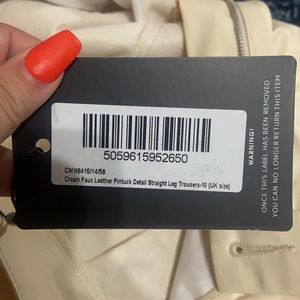 5059615952650
CMN8415/14/58
Cream Faux Leather Pintuck Detail Straight Leg Trousers-10 (UK size)
WARNING!
ONCE THIS LABEL HAS BEEN REMOVED
YOU CAN NO LONGER RETURN THIS ITEM